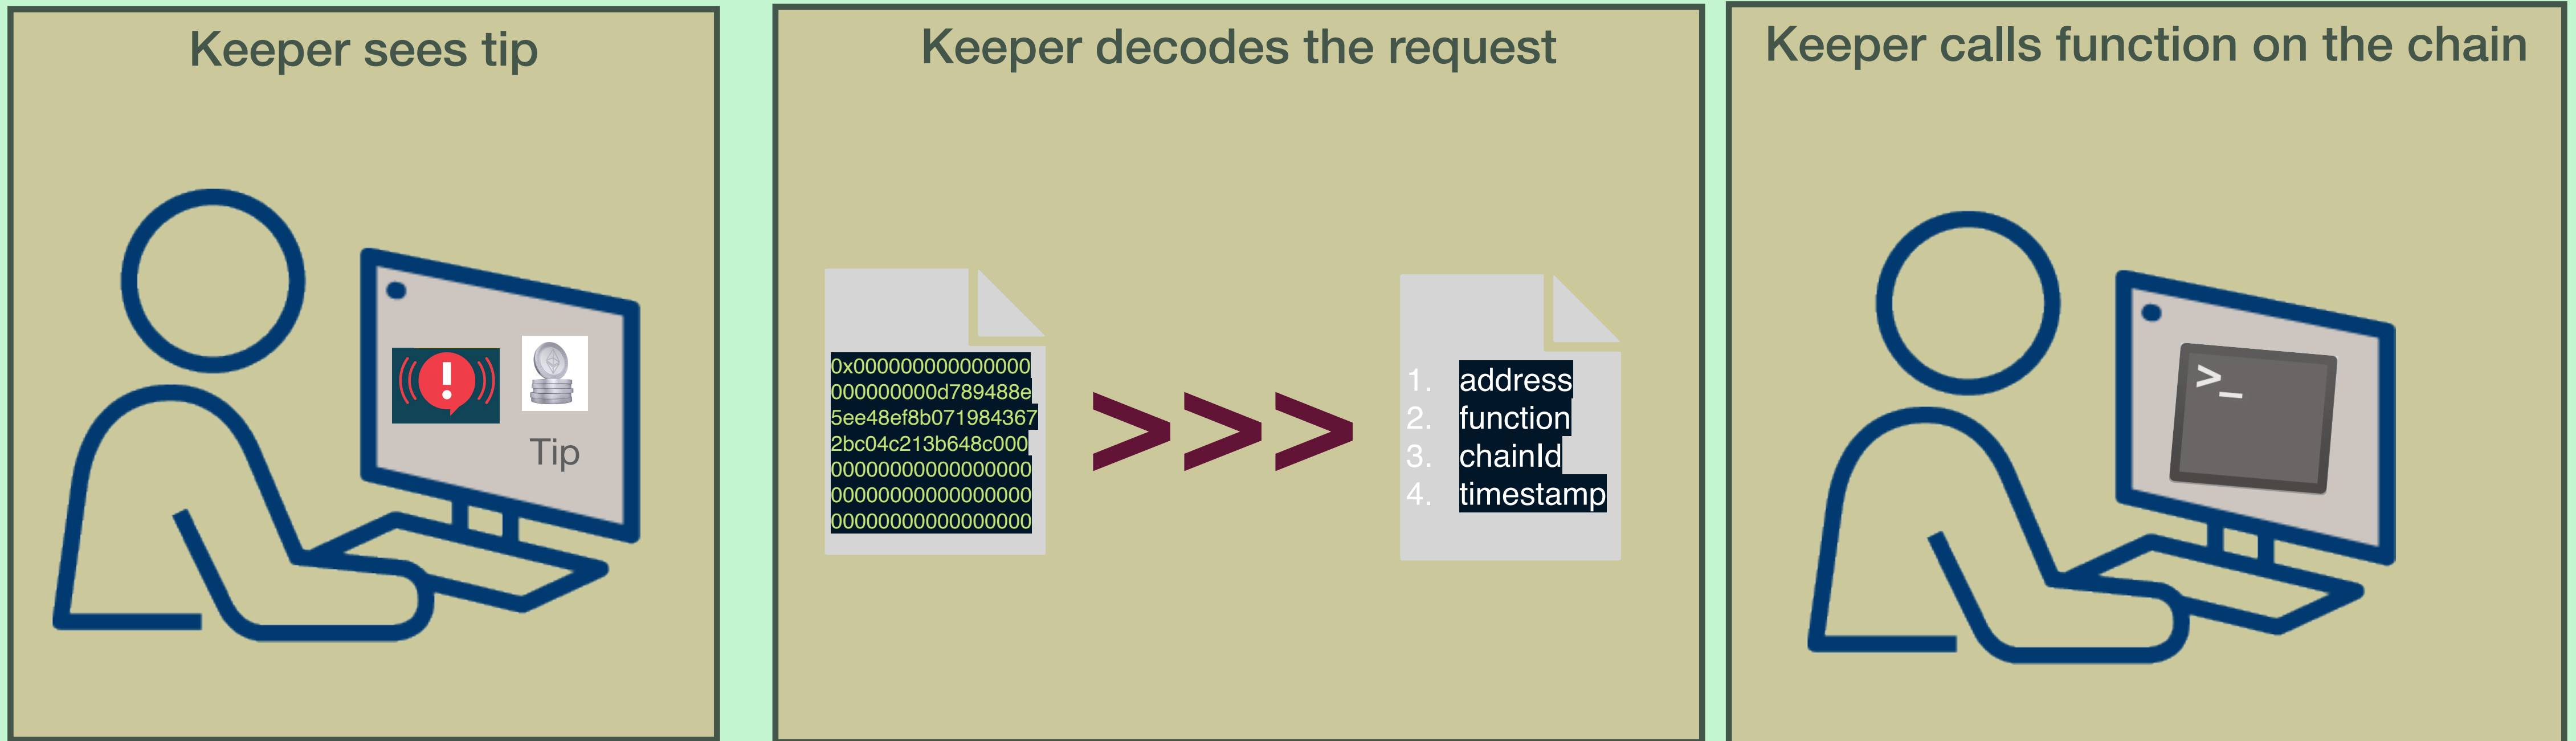 Keeper sees tip
!
Tip
Keeper decodes the request
0x0000000000000000
000000000d789488e
5ee48ef8b071984367
2bc04c213b648c000
00000000000000000
00000000000000000
00000000000000000
>>>
1. address
2. function
3. chainId
4. timestamp
Keeper calls function on the chain
>_